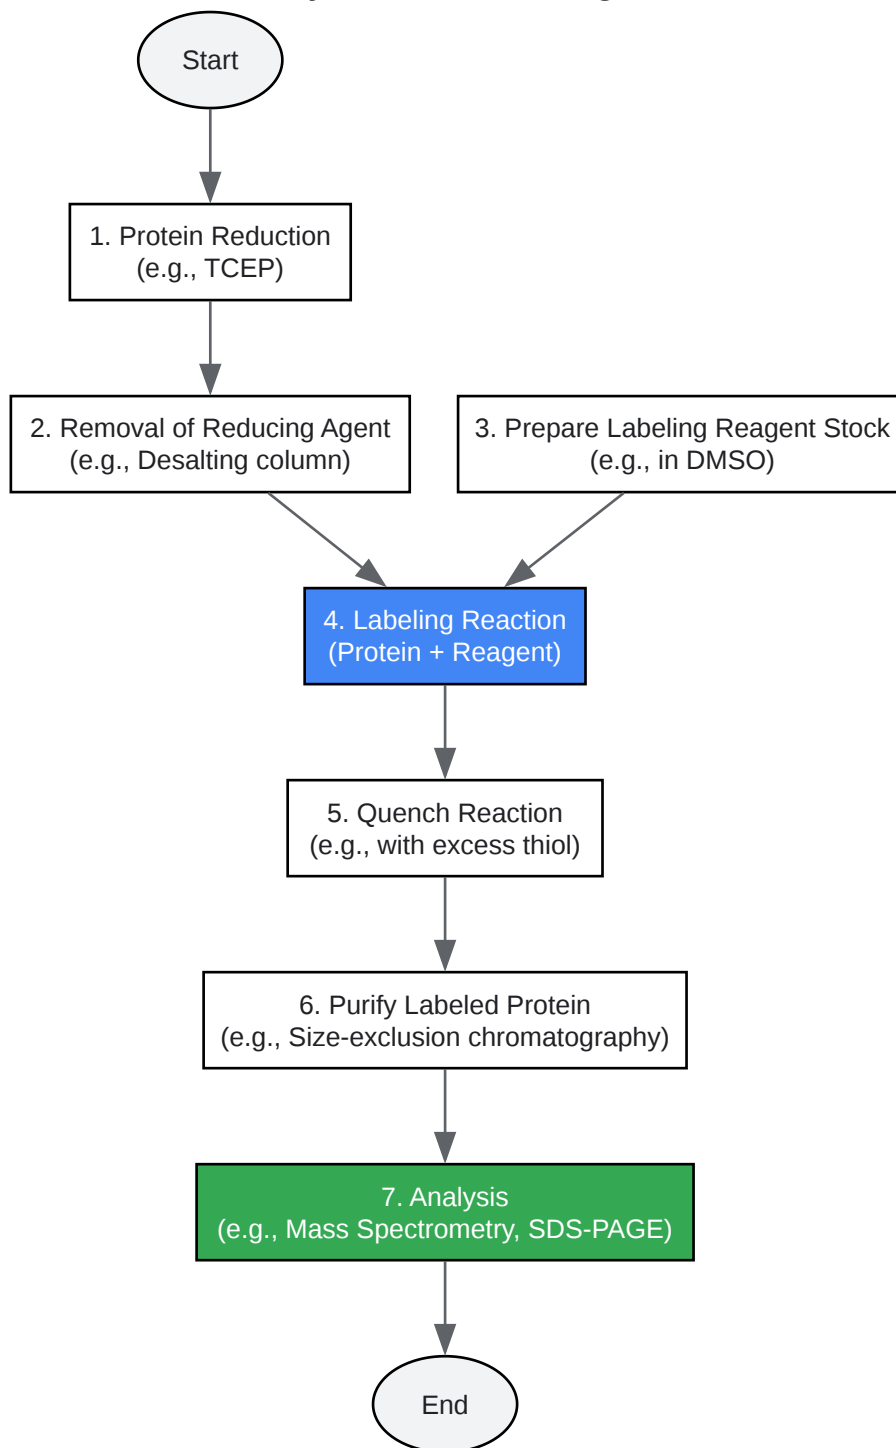 Start
1. Protein Reduction
(e.g., TCEP)
2. Removal of Reducing Agent
(e.g., Desalting column)
3. Prepare Labeling Reagent Stock
(e.g., in DMSO)
4. Labeling Reaction
(Protein + Reagent)
5. Quench Reaction
(e.g., with excess thiol)
6. Purify Labeled Protein
(e.g., Size-exclusion chromatography)
7. Analysis
(e.g., Mass Spectrometry, SDS-PAGE)
End